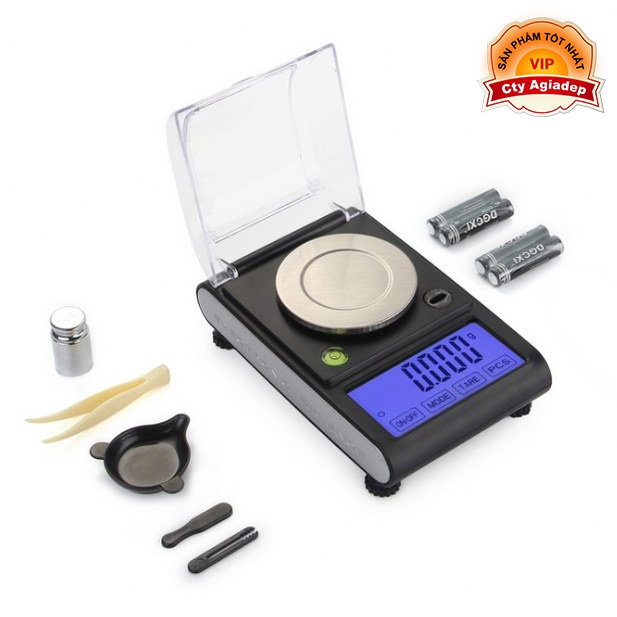 SẢN PHẨM TỐT NHẤT
VIP
Cty Agiadep
DGCXI
DGCXI
0.000 g
ON/OFF
MODE
TARE
PCS